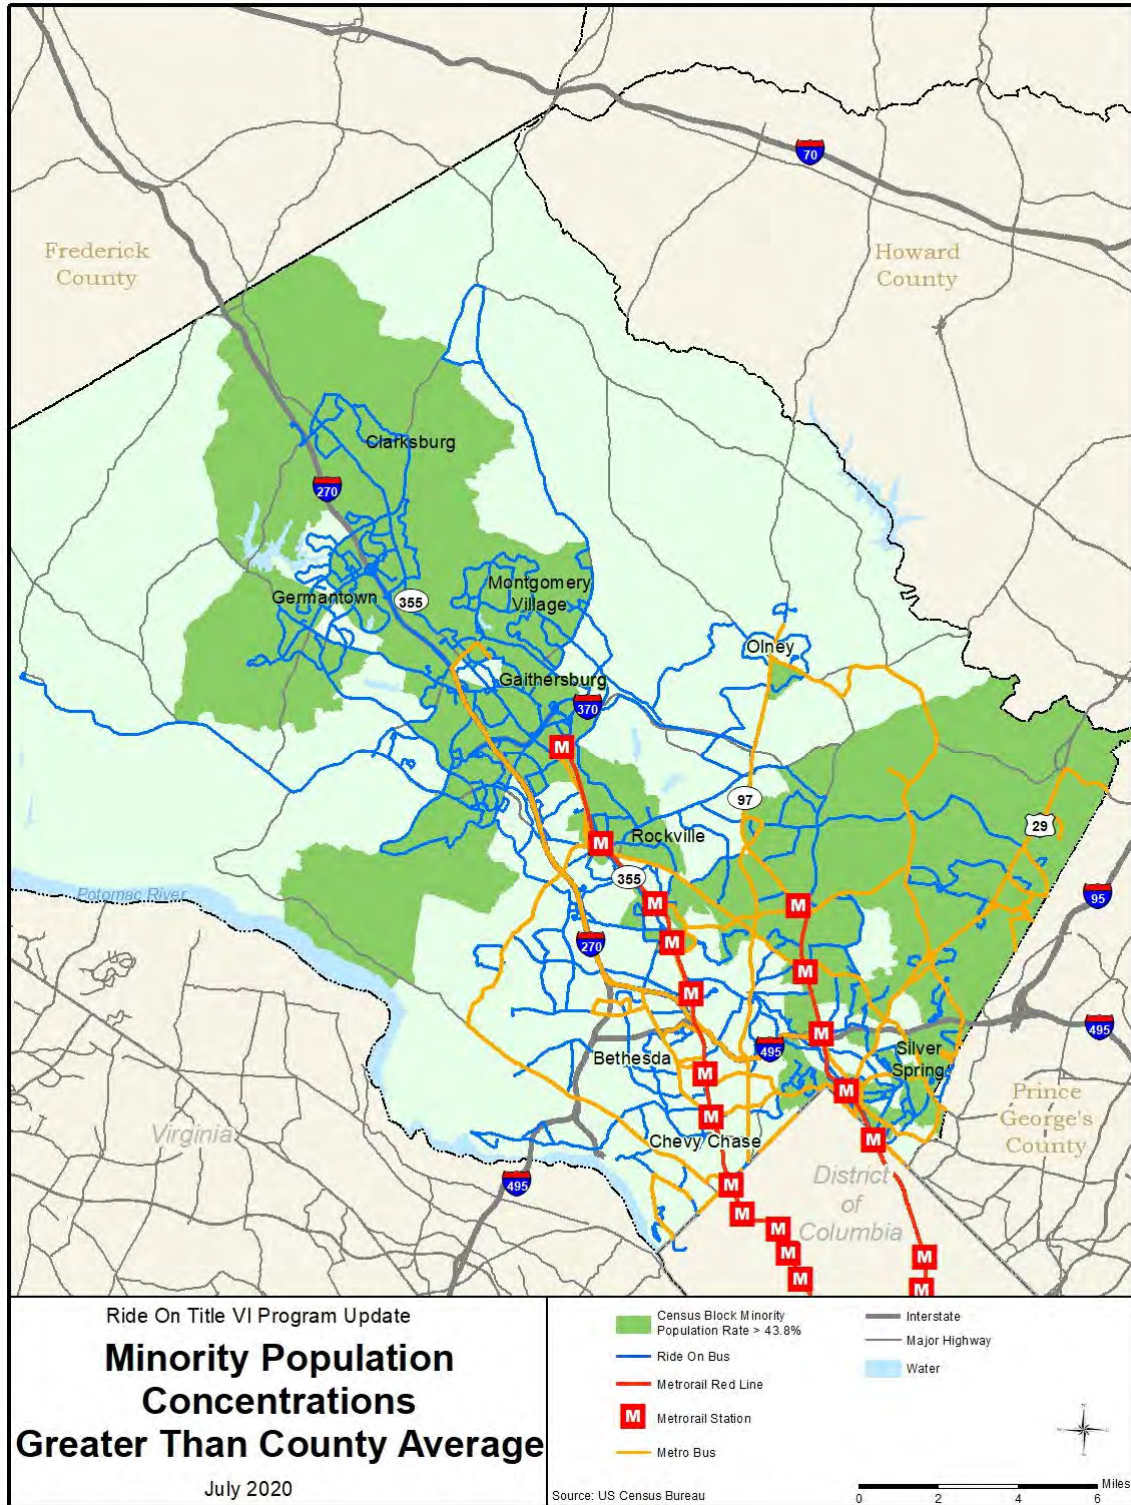 70
Frederick
County
Howard
County
Clarksburg
270
Montgomery
Village
Germantown
355
Olney
Gaithersburg
370
M
97
29
Rockville
M
355
Potomac River
95
M
M
M
270
M
M
495
M
495
Silver
Spring
Bethesda
M
M
Prince
George's
County
M
Chevy Chase
Virginia
M
District
of
Columbia
495
M
M
M
M
M
M
M
Ride On Title VI Program Update
Minority Population
Concentrations
Greater Than County Average
July 2020
Census Block Minority
Population Rate > 43.8%
Ride On Bus
Metrorail Red Line
M
Metrorail Station
Metro Bus
Interstate
Major Highway
Water
Source: US Census Bureau
Miles
0
2
4
6